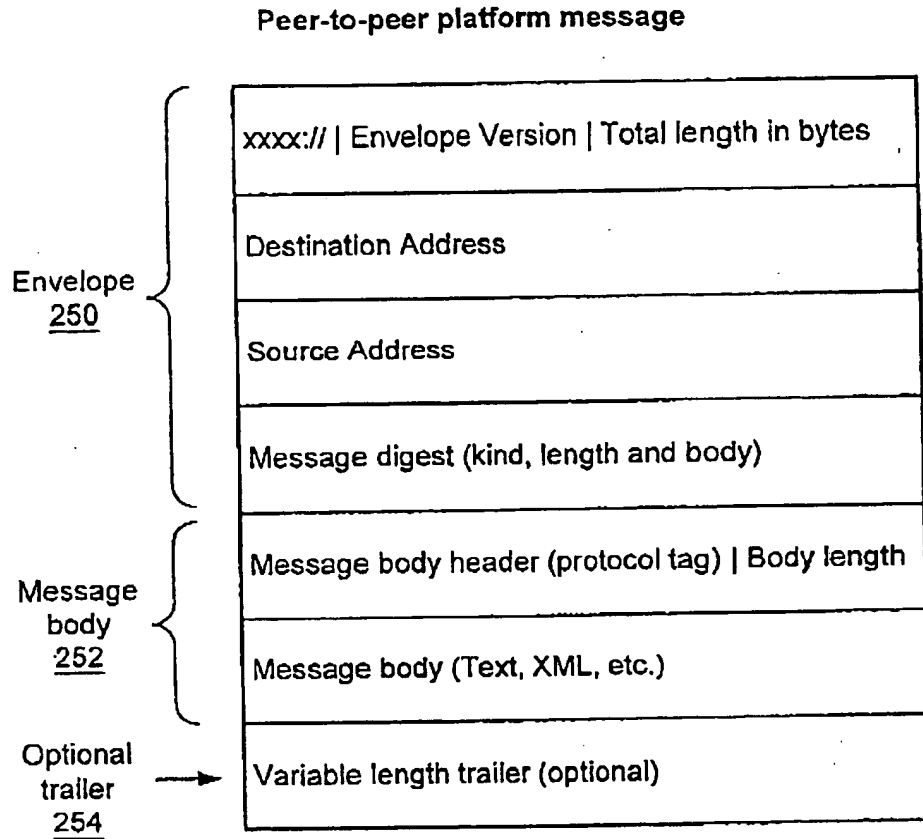 Peer-to-peer platform message
xxxx:// | Envelope Version | Total length in bytes
Destination Address
Envelope
250
Source Address
Message digest (kind, length and body)
Message body header (protocol tag) | Body length
Message
body
252
Message body (Text, XML, etc.)
Optional
trailer
254
Variable length trailer (optional)